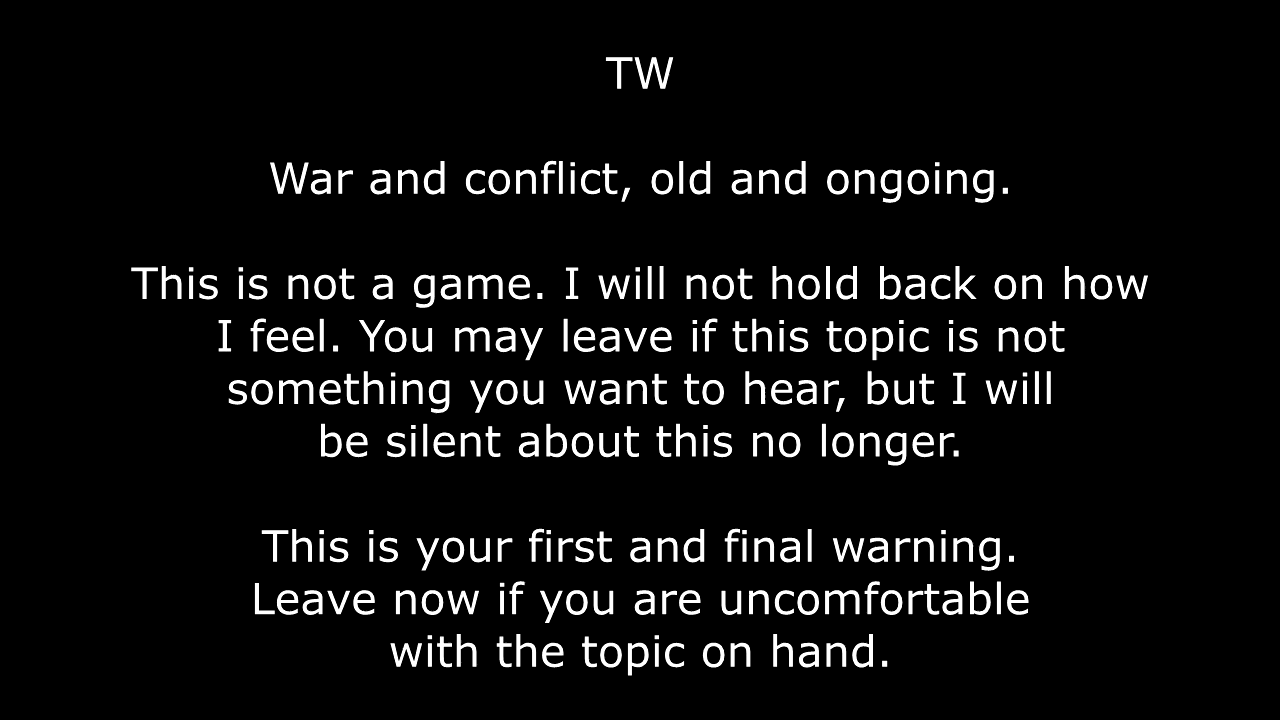 TW
War and conflict, old and ongoing.
This is not a game. I will not hold back on how
I feel. You may leave if this topic is not
something you want to hear, but I will
be silent about this no longer.
This is your first and final warning.
Leave now if you are uncomfortable
with the topic on hand.